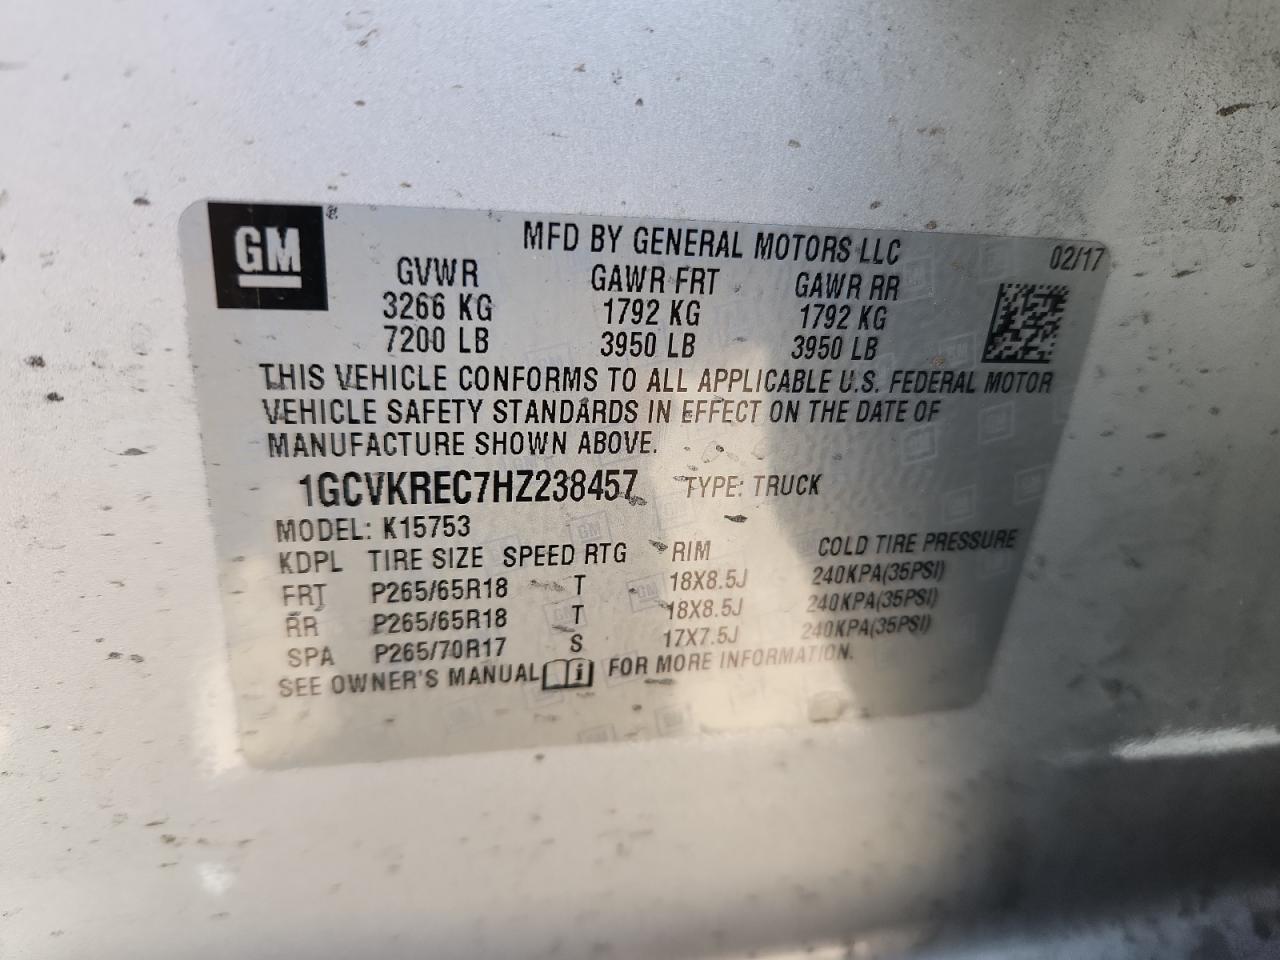 GM ®
MFD BY GENERAL MOTORS LLC 02/17
GVWR GAWR FRT GAWR RR
3266 KG 1792 KG 1792 KG
7200 LB 3950 LB 3950 LB
THIS VEHICLE CONFORMS TO ALL APPLICABLE U.S. FEDERAL MOTOR
VEHICLE SAFETY STANDARDS IN EFFECT ON THE DATE OF
MANUFACTURE SHOWN ABOVE.
1GCVKREC7HZ238457 TYPE: TRUCK
MODEL: K15753
KDPL TIRE SIZE SPEED RTG RIM COLD TIRE PRESSURE
FRT P265/65R18 T 18X8.5J 240KPA(35PSI)
RR P265/65R18 T 18X8.5J 240KPA(35PSI)
SPA P265/70R17 S 17X7.5J 240KPA(35PSI)
SEE OWNER'S MANUAL i FOR MORE INFORMATION.